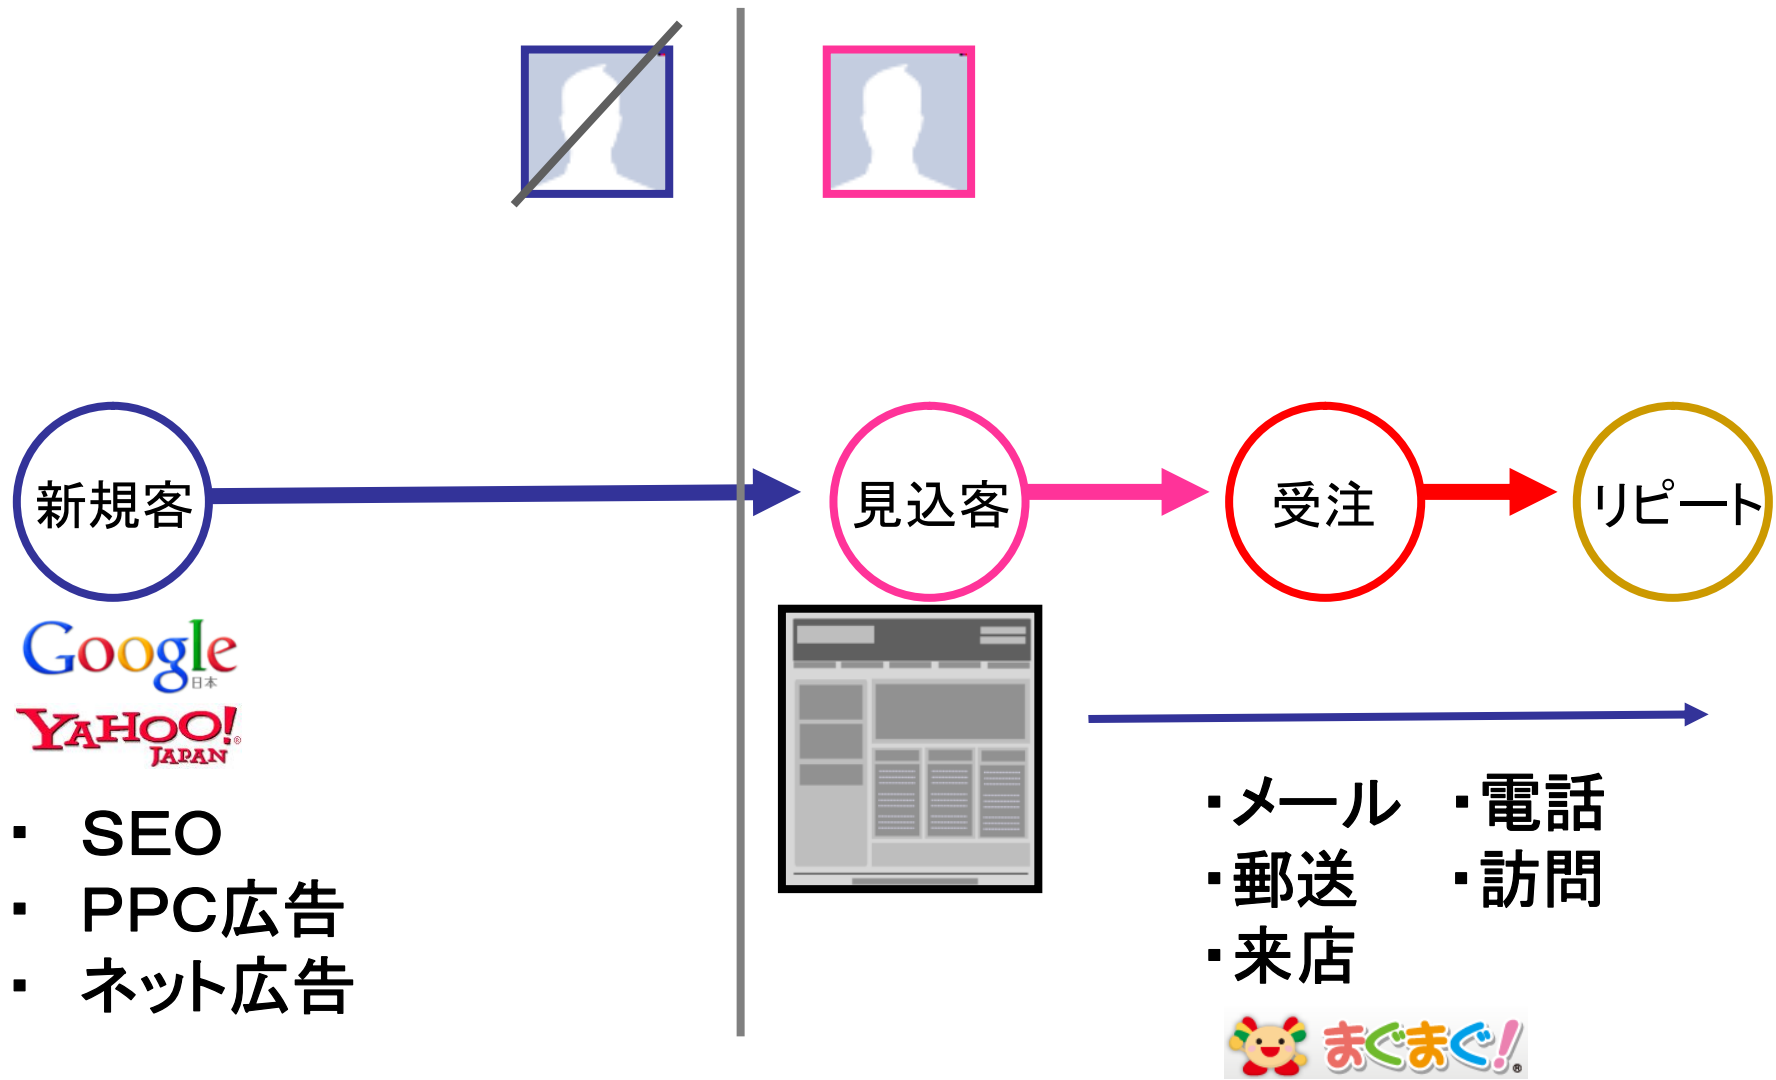 新規客
見込客
受注
リピート
Google
日本
YAHOO!
JAPAN
・ SEO
・ PPC広告
・ ネット広告
・メール ・電話
・郵送 ・訪問
・来店
まぐまぐ!